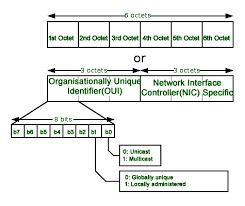 6 octets
1st Octet 2nd Octet 3rd Octet 4th Octet 5th Octet 6th Octet
or
3 octets 3 octets
Organisationally Unique Identifier(OUI)
Network Interface Controller(NIC) Specific
8 bits
b7 b6 b5 b4 b3 b2 b1 b0
0: Unicast
1: Multicast
0: Globally unique
1: Locally administered